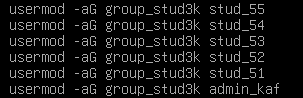 usermod -aG group_stud3k stud_55
usermod -aG group_stud3k stud_54
usermod -aG group_stud3k stud_53
usermod -aG group_stud3k stud_52
usermod -aG group_stud3k stud_51
usermod -aG group_stud3k admin_kaf